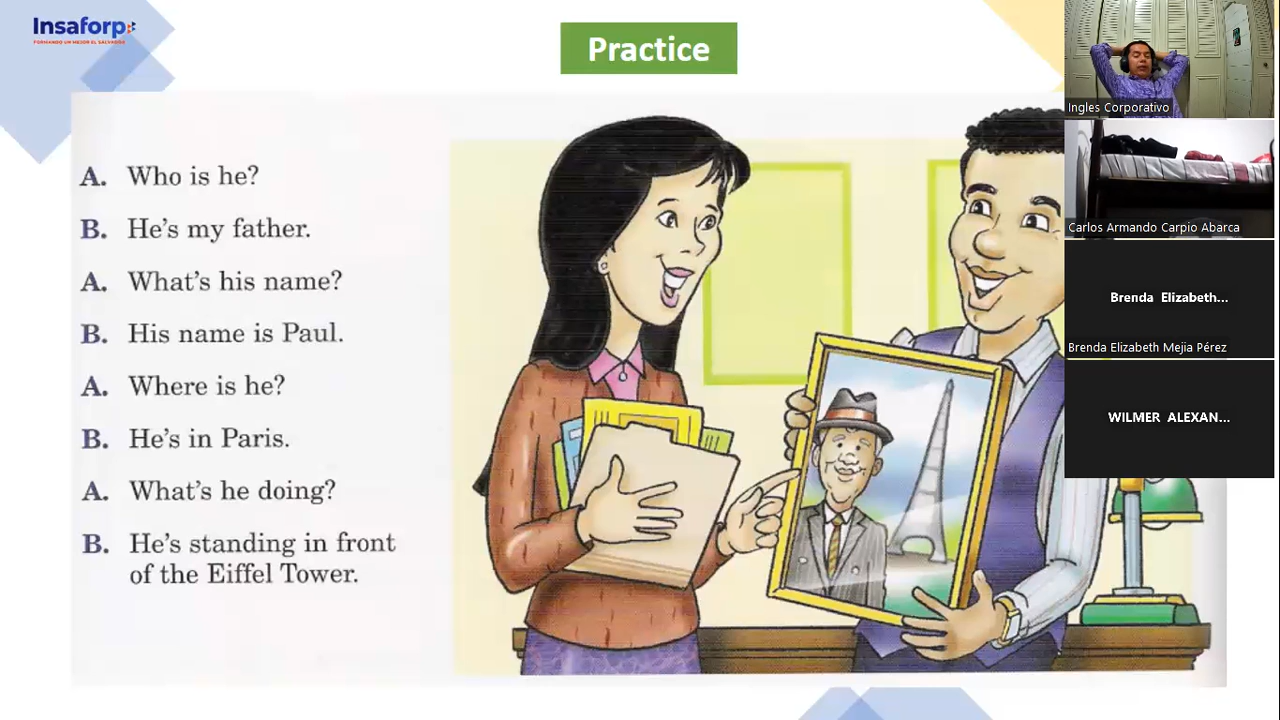 Insaforp
FORMANDO UN MEJOR EL SALVADOR
Practice
A. Who is he?
B. He's my father.
A. What's his name?
B. His name is Paul.
A. Where is he?
B. He's in Paris.
A. What's he doing?
B. He's standing in front
of the Eiffel Tower.
Ingles Corporativo
Carlos Armando Carpio Abarca
Brenda Elizabeth...
Brenda Elizabeth Mejia Pérez
WILMER ALEXAN...